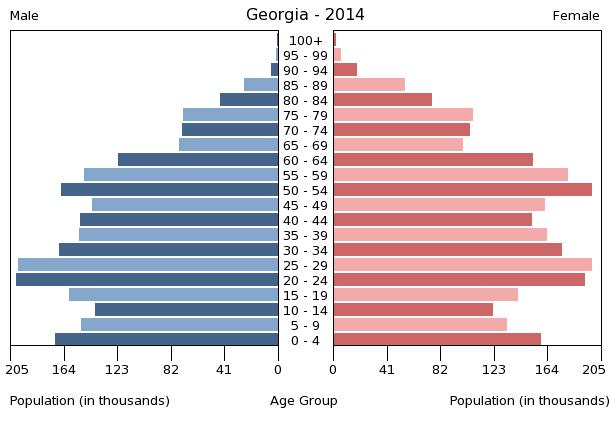 Georgia - 2014
Male
Female
100+
95 - 99
90 - 94
85 - 89
80 - 84
75 - 79
70 - 74
65 - 69
60 - 64
55 - 59
50 - 54
45 - 49
40 - 44
35 - 39
30 - 34
25 - 29
20 - 24
15 - 19
10 - 14
5 - 9
0 - 4
205 164 123 82 41 0 0 41 82 123 164 205
Population (in thousands) Age Group Population (in thousands)